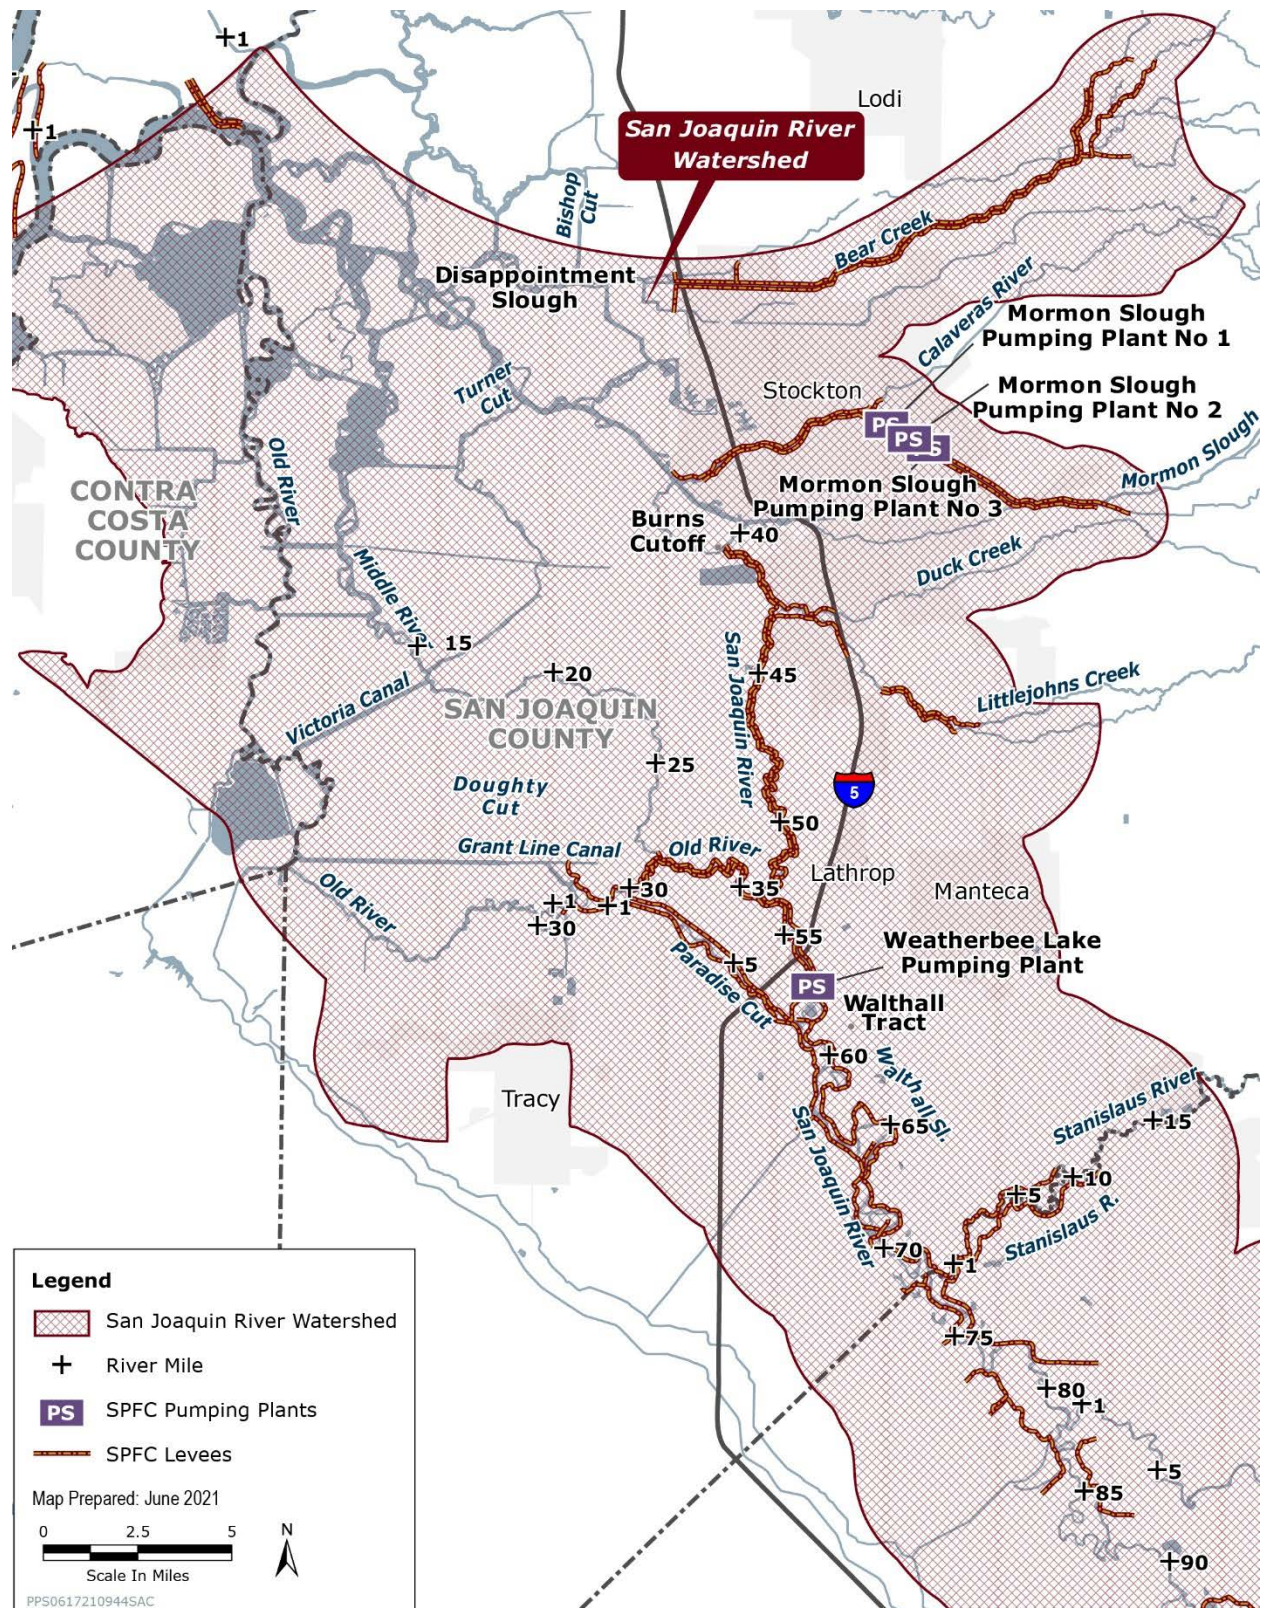 1
Lodi
San Joaquin River
Watershed
1
Bishop
Cut
Bear Creek
Disappointment
Slough
Calaveras River
Mormon Slough
Pumping Plant No 1
Turner
Cut
Stockton
Mormon Slough
Pumping Plant No 2
PS
PS
PS
Old River
Mormon Slough
CONTRA
COSTA
COUNTY
Mormon Slough
Pumping Plant No 3
Burns
Cutoff
40
Duck Creek
Middle River
15
San Joaquin River
20
45
Littlejohns Creek
Victoria Canal
SAN JOAQUIN
COUNTY
25
5
Doughty
Cut
50
Grant Line Canal
Old River
Lathrop
Manteca
Old River
30
35
1
1
30
55
Weatherbee Lake
Pumping Plant
5
Paradise Cut
PS
Walthall
Tract
60
Walthall Sl.
Tracy
65
Stanislaus River
15
San Joaquin River
10
5
Stanislaus R.
70
1
75
80
1
5
85
90
Legend
San Joaquin River Watershed
River Mile
PS
SPFC Pumping Plants
SPFC Levees
Map Prepared: June 2021
0 2.5 5
N
Scale In Miles
PPS0617210944SAC